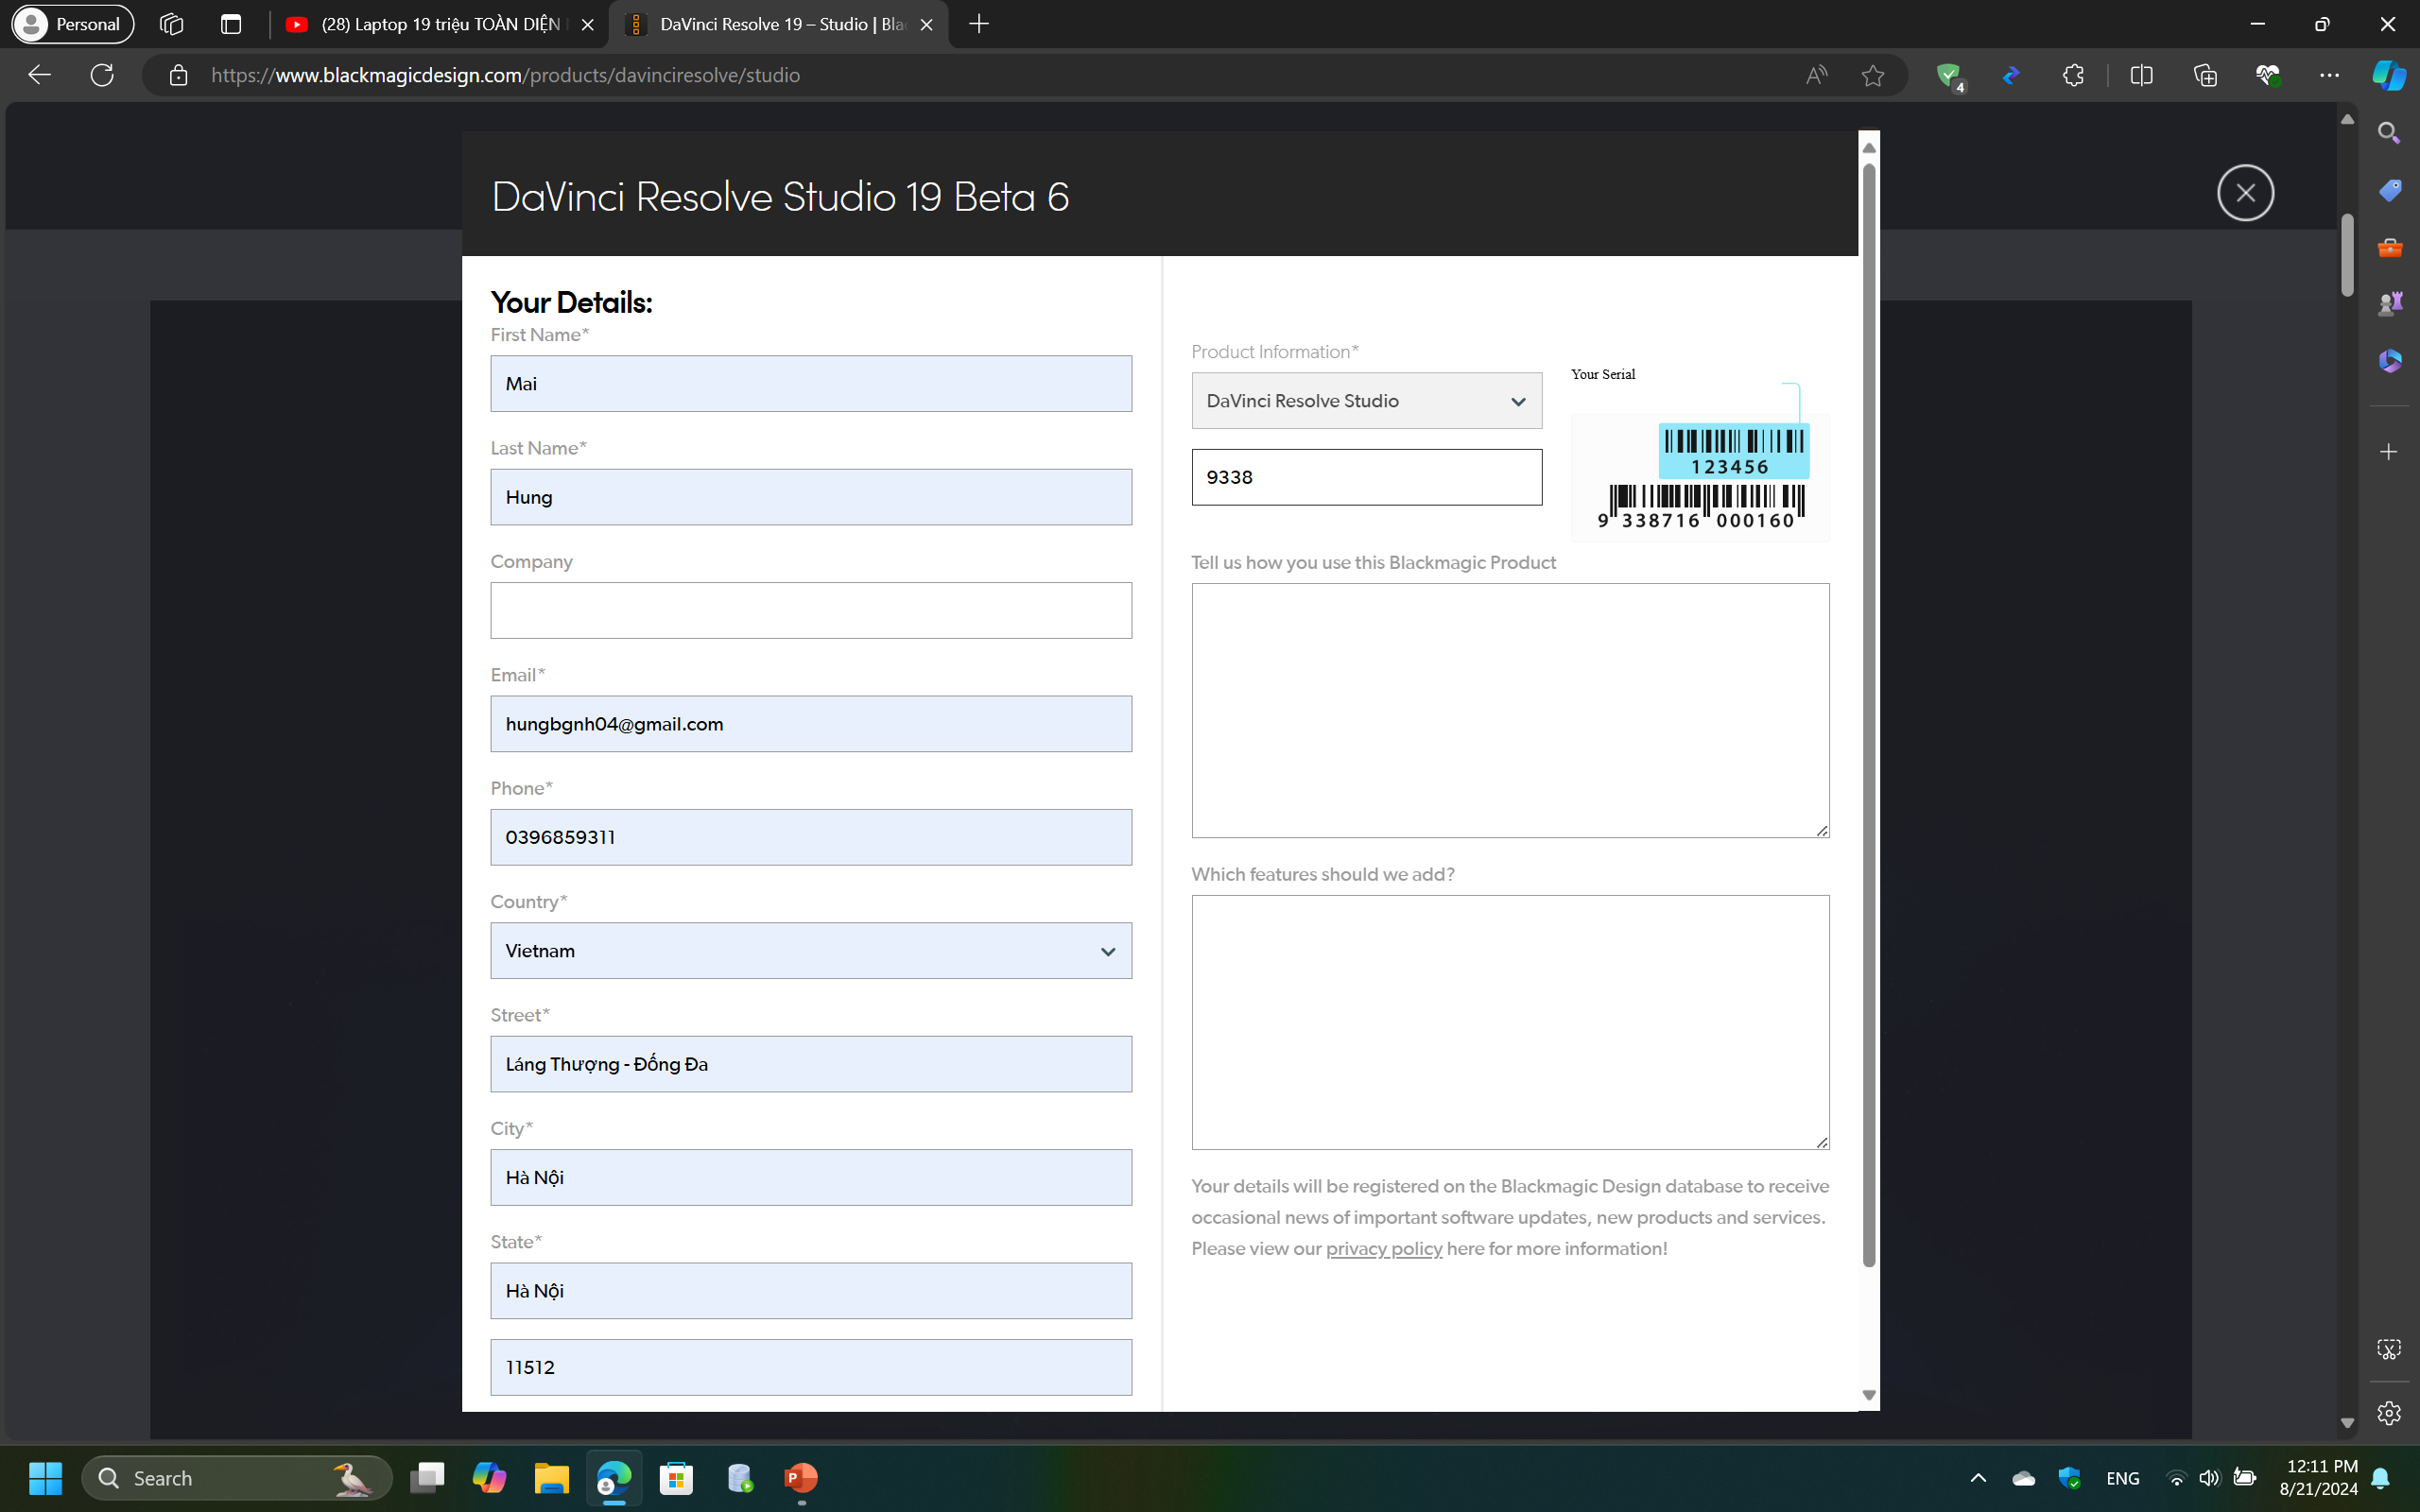 Personal
(28) Laptop 19 triệu TOÀN DIỆN
DaVinci Resolve 19 – Studio | Bla
https://www.blackmagicdesign.com/products/davinciresolve/studio
4
DaVinci Resolve Studio 19 Beta 6
Your Details:
First Name*
Mai
Last Name*
Hung
Company
Email*
hungbgnh04@gmail.com
Phone*
0396859311
Country*
Vietnam
Street*
Láng Thượng - Đống Đa
City*
Hà Nội
State*
Hà Nội
11512
Product Information*
DaVinci Resolve Studio
9338
Your Serial
123456
9 338716 000160
Tell us how you use this Blackmagic Product
Which features should we add?
Your details will be registered on the Blackmagic Design database to receive
occasional news of important software updates, new products and services.
Please view our privacy policy here for more information!
Search
ENG
12:11 PM
8/21/2024